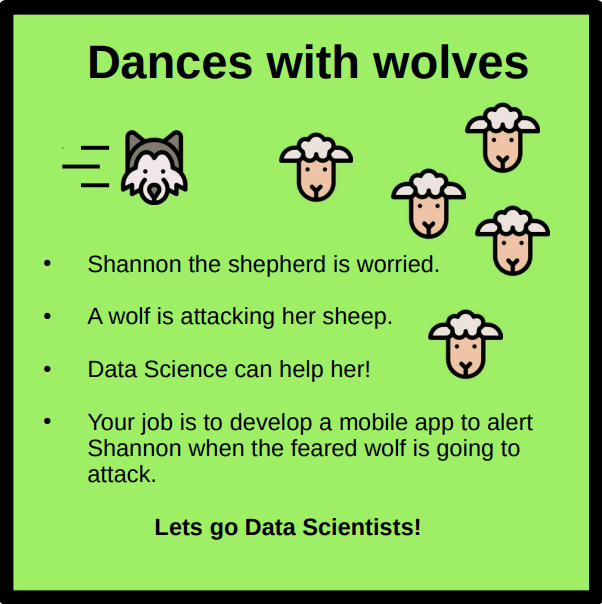 Dances with wolves
• Shannon the shepherd is worried.
• A wolf is attacking her sheep.
• Data Science can help her!
• Your job is to develop a mobile app to alert
Shannon when the feared wolf is going to
attack.
Lets go Data Scientists!